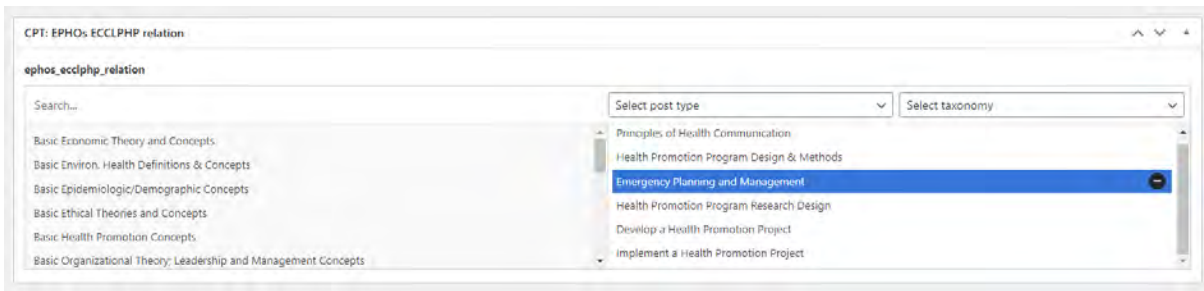 CPT: EPHOs ECCLPHP relation
ephos_ecclphp_relation
Search...
Select post type
Select taxonomy
Basic Economic Theory and Concepts
Basic Environ. Health Definitions & Concepts
Basic Epidemiologic/Demographic Concepts
Basic Ethical Theories and Concepts
Basic Health Promotion Concepts
Basic Organizational Theory; Leadership and Management Concepts
Principles of Health Communication
Health Promotion Program Design & Methods
Emergency Planning and Management
Health Promotion Program Research Design
Develop a Health Promotion Project
Implement a Health Promotion Project